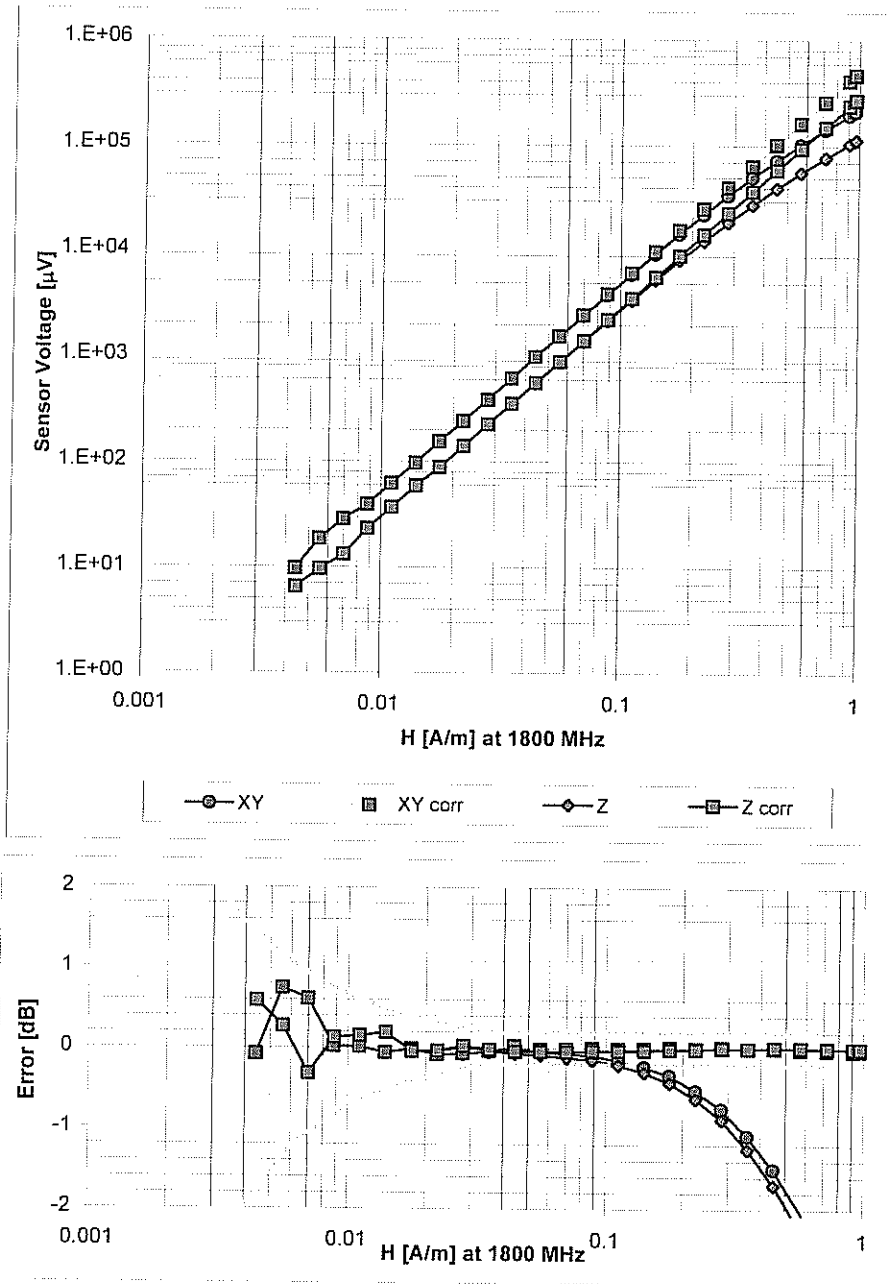 1.E+06
1.E+05
1.E+04
1.E+03
1.E+02
1.E+01
1.E+00
Sensor Voltage [µV]
0.001 0.01 0.1 1
H [A/m] at 1800 MHz
XY XY corr Z Z corr
2
1
0
-1
-2
Error [dB]
0.001 0.01 0.1 1
H [A/m] at 1800 MHz